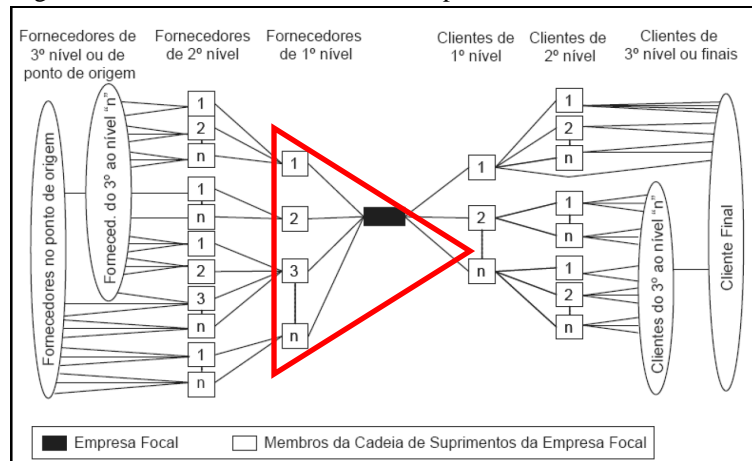 Fornecedores de
3º nível ou de
ponto de origem
Fornecedores
de 2º nível
Fornecedores
de 1º nível
Clientes de
1º nível
Clientes de
2º nível
Clientes de
3º nível ou finais
Fornecedores no ponto de origem
Forneced. do 3º ao nível "n"
1
2
n
1
n
1
2
3
n
1
n
1
2
3
n
1
2
n
1
2
n
1
n
1
2
n
Clientes do 3º ao nível "n"
Cliente Final
Empresa Focal
Membros da Cadeia de Suprimentos da Empresa Focal